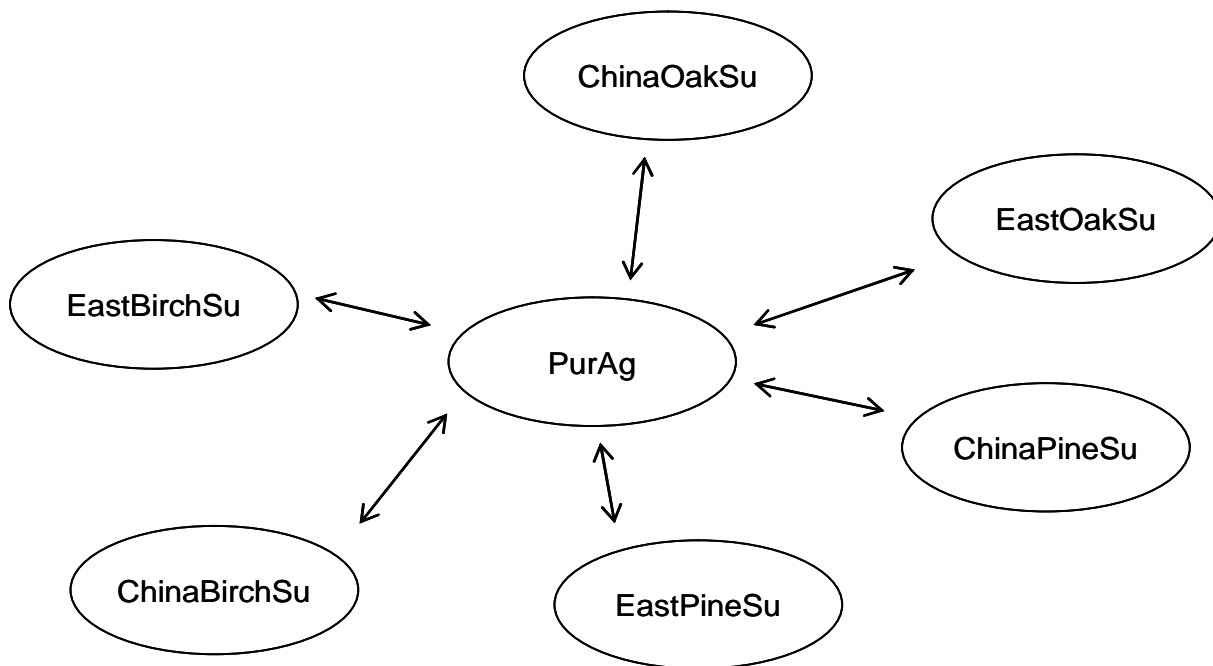 ChinaOakSu
EastOakSu
EastBirchSu
PurAg
ChinaPineSu
ChinaBirchSu
EastPineSu